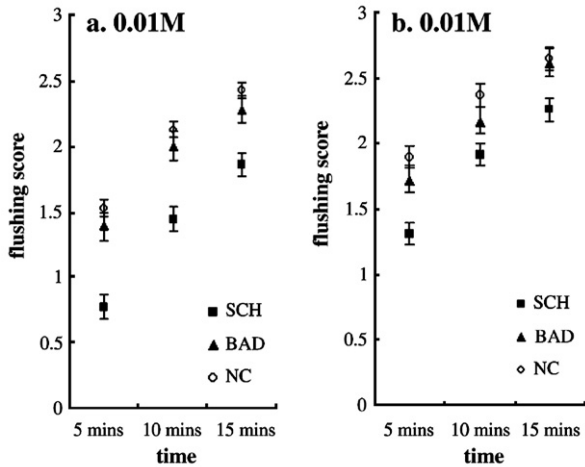 a. 0.01M
3
2.5
2
1.5
1
0.5
0
flushing score
SCH
BAD
NC
5 mins 10 mins 15 mins
time
b. 0.01M
3
2.5
2
1.5
1
0.5
0
flushing score
SCH
BAD
NC
5 mins 10 mins 15 mins
time